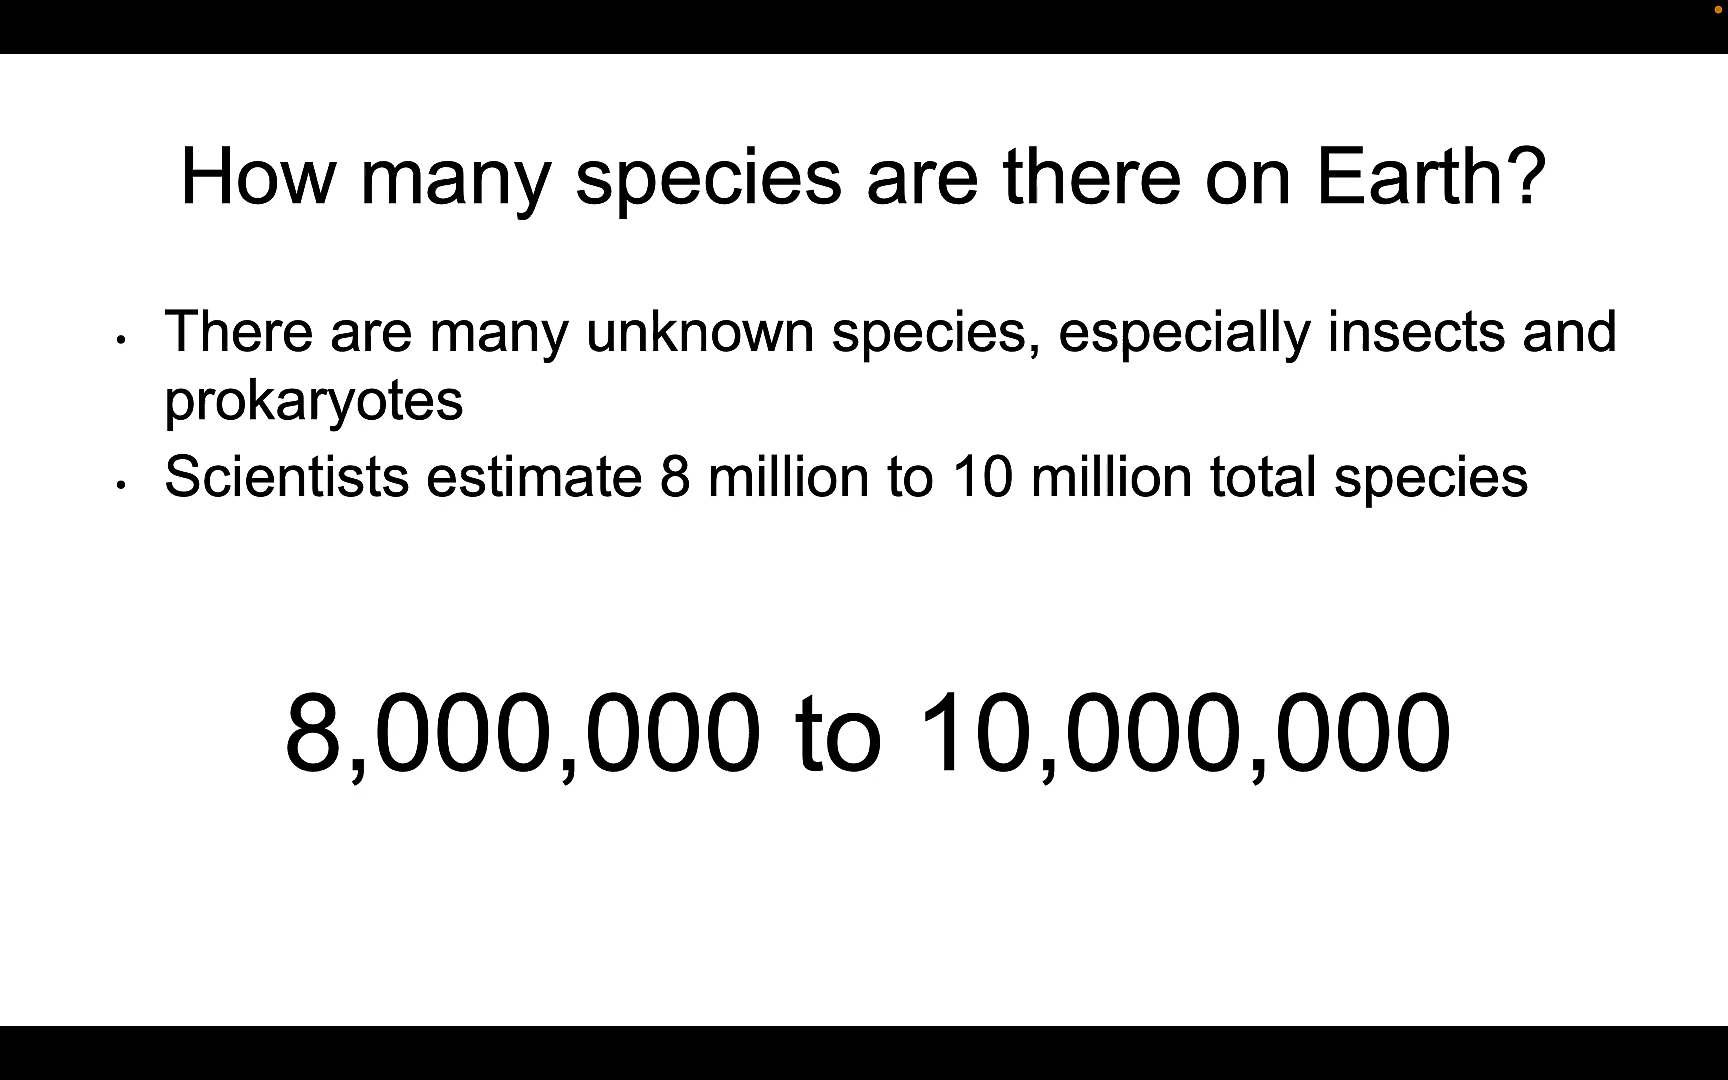 How many species are there on Earth?
• There are many unknown species, especially insects and
prokaryotes
• Scientists estimate 8 million to 10 million total species
8,000,000 to 10,000,000